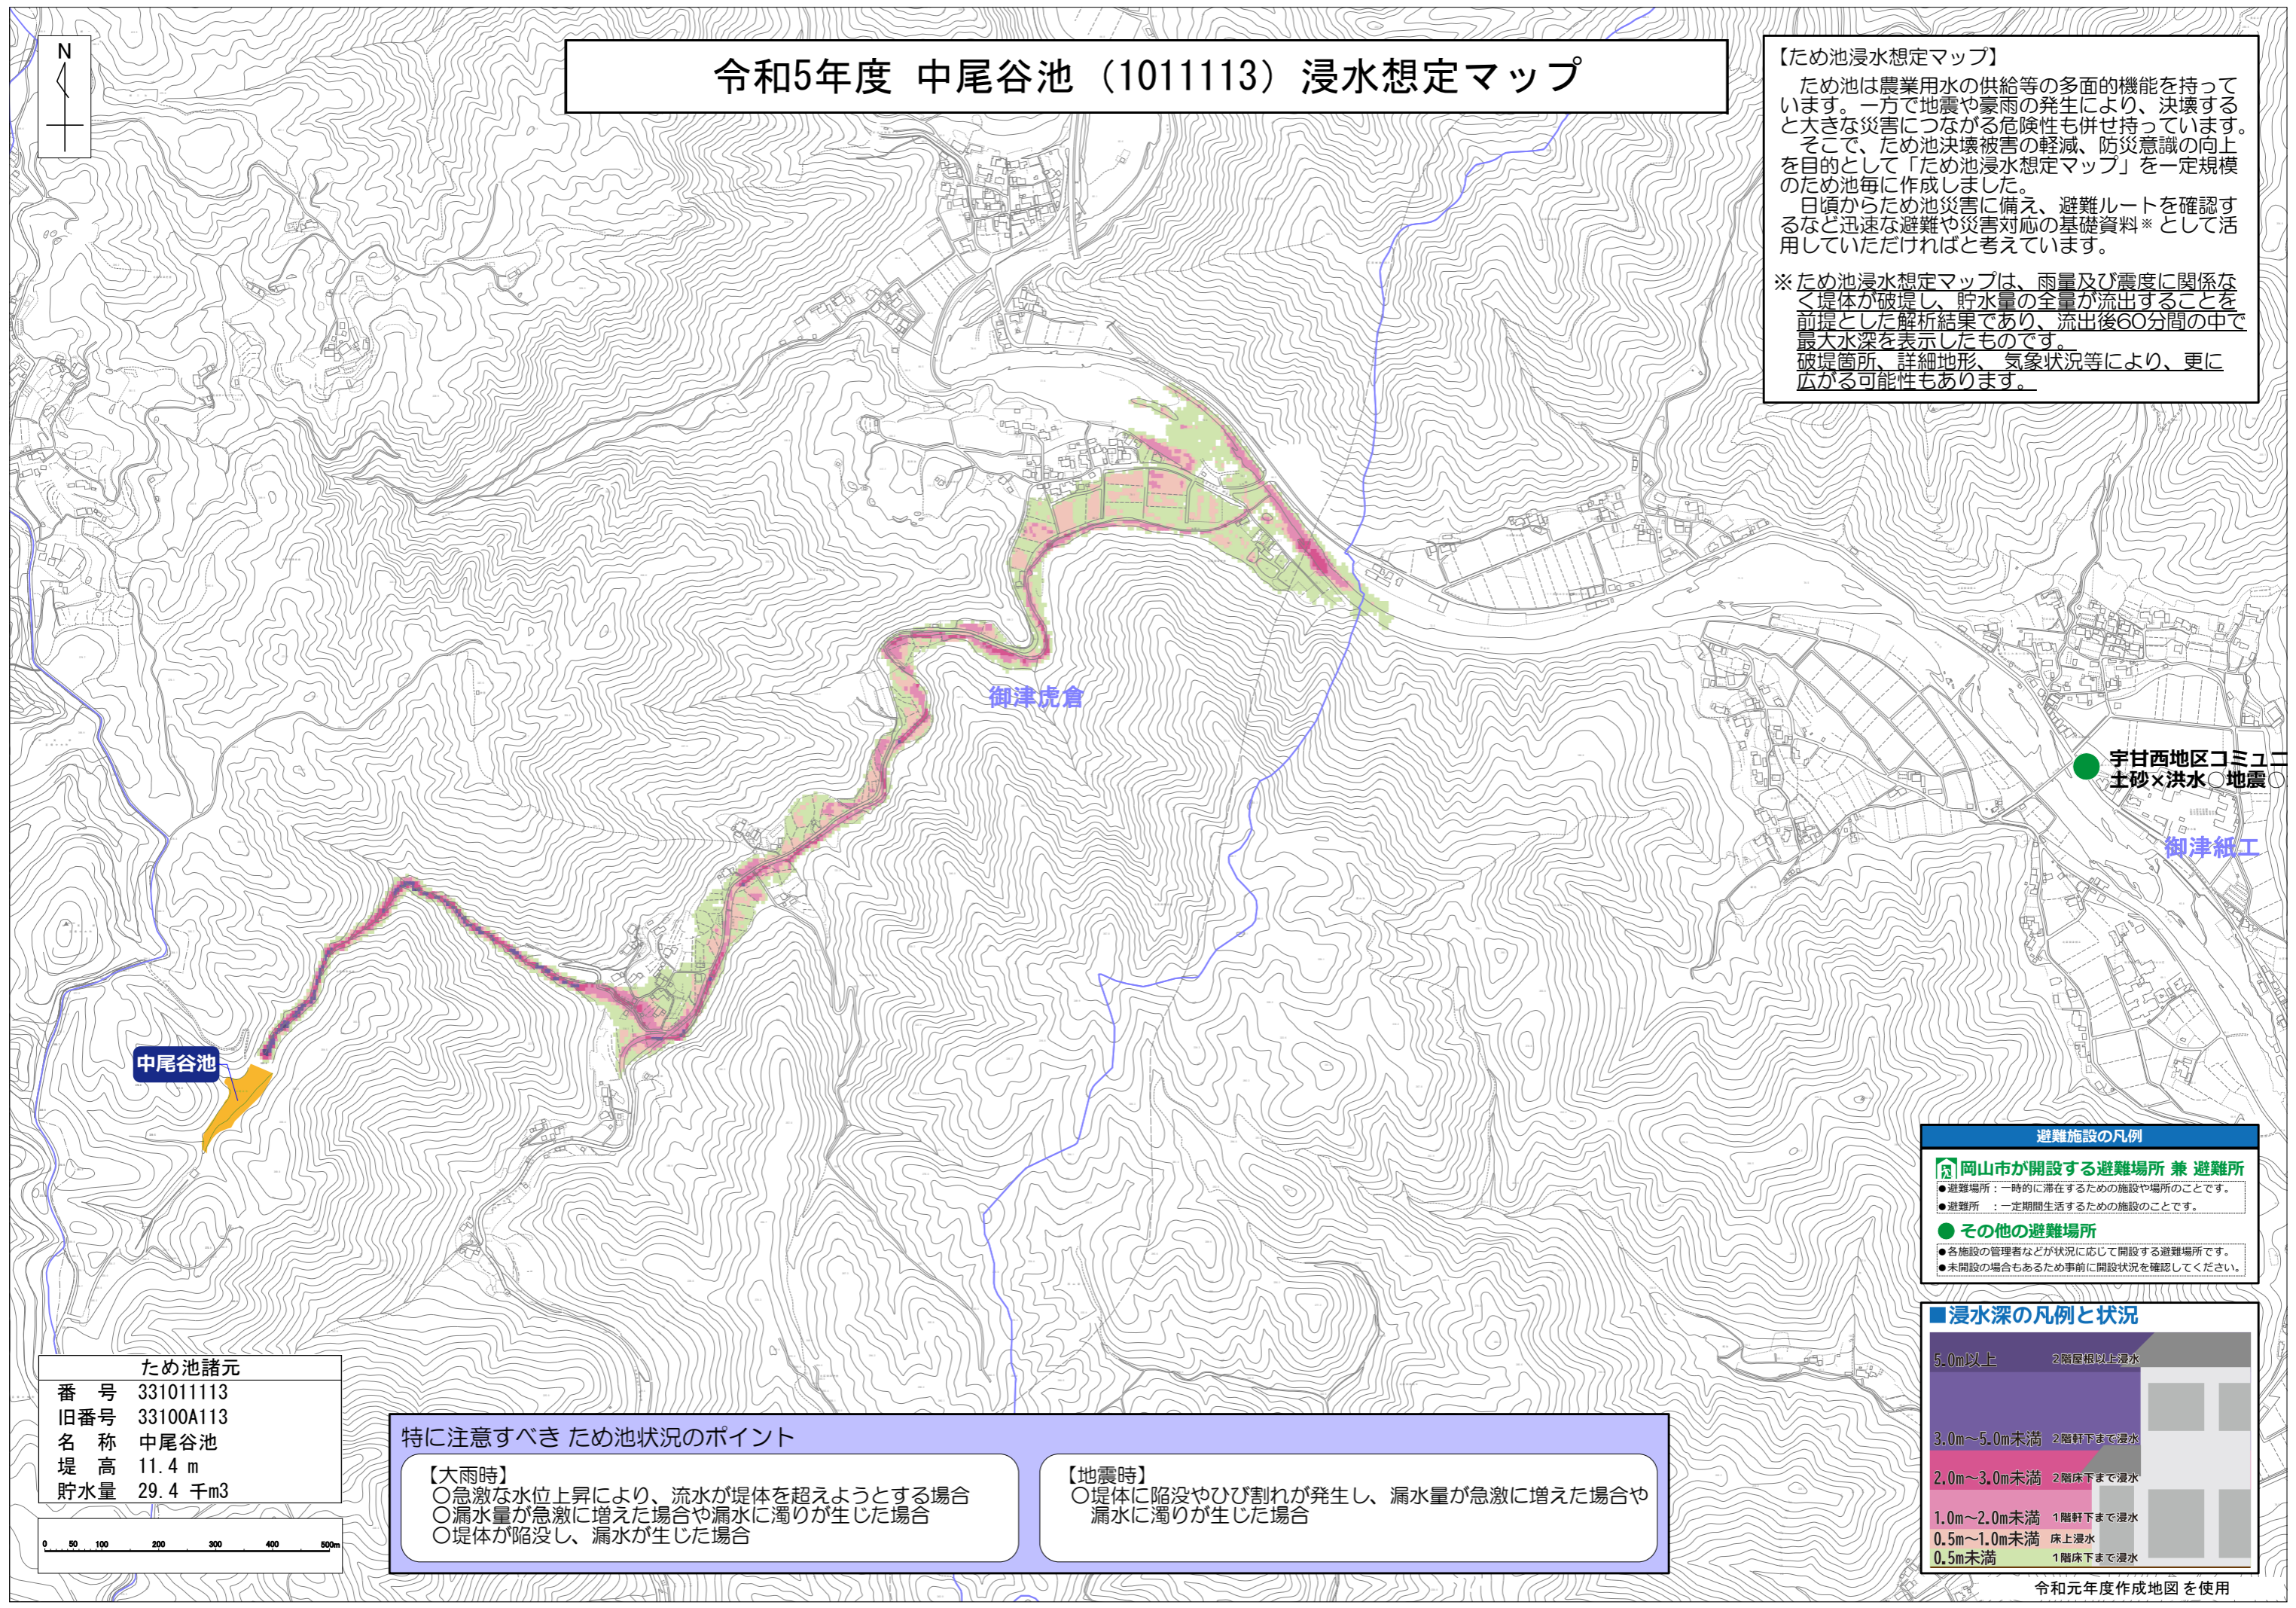 令和5年度 中尾谷池（1011113）浸水想定マップ
N
【ため池浸水想定マップ】
ため池は農業用水の供給等の多面的機能を持って
います。一方で地震や豪雨の発生により、決壊する
と大きな災害につながる危険性も併せ持っています。
そこで、ため池決壊被害の軽減、防災意識の向上
を目的として「ため池浸水想定マップ」を一定規模
のため池毎に作成しました。
日頃からため池災害に備え、避難ルートを確認す
るなど迅速な避難や災害対応の基礎資料※として活
用していただければと考えています。
※ため池浸水想定マップは、雨量及び震度に関係な
く堤体が破堤し、貯水量の全量が流出することを
前提とした解析結果であり、流出後60分間の中で
最大水深を表示したものです。
破堤箇所、詳細地形、気象状況等により、更に
広がる可能性もあります。
御津虎倉
宇甘西地区コミュニ
土砂×洪水○地震○
御津紙工
中尾谷池
避難施設の凡例
岡山市が開設する避難場所 兼 避難所
●避難場所：一時的に滞在するための施設や場所のことです。
●避難所　：一定期間生活するための施設のことです。
●その他の避難場所
●各施設の管理者などが状況に応じて開設する避難場所です。
●未開設の場合もあるため事前に開設状況を確認してください。
■浸水深の凡例と状況
5.0m以上 2階屋根以上浸水
3.0m～5.0m未満 2階軒下まで浸水
2.0m～3.0m未満 2階床下まで浸水
1.0m～2.0m未満 1階軒下まで浸水
0.5m～1.0m未満 床上浸水
0.5m未満 1階床下まで浸水
令和元年度作成地図を使用
ため池諸元
番　号 331011113
旧番号 33100A113
名　称 中尾谷池
堤　高 11.4 m
貯水量 29.4 千m3
0 50 100 200 300 400 500m
特に注意すべき ため池状況のポイント
【大雨時】
○急激な水位上昇により、流水が堤体を超えようとする場合
○漏水量が急激に増えた場合や漏水に濁りが生じた場合
○堤体が陥没し、漏水が生じた場合
【地震時】
○堤体に陥没やひび割れが発生し、漏水量が急激に増えた場合や
漏水に濁りが生じた場合